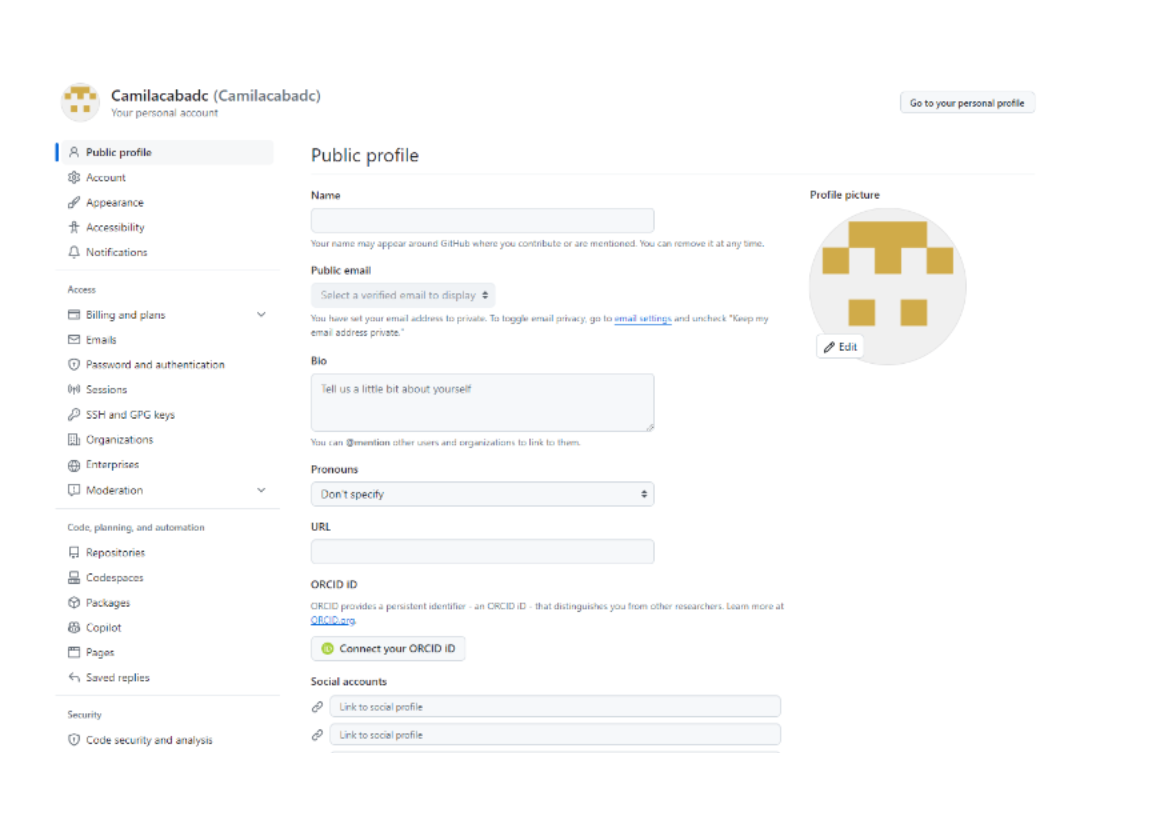 Camilacabadc (Camilacabadc)
Your personal account
Go to your personal profile
Public profile
Account
Appearance
Accessibility
Notifications
Access
Billing and plans
Emails
Password and authentication
Sessions
SSH and GPG keys
Organizations
Enterprises
Moderation
Code, planning, and automation
Repositories
Codespaces
Packages
Copilot
Pages
Saved replies
Security
Code security and analysis
Public profile
Name
Your name may appear around GitHub where you contribute or are mentioned. You can remove it at any time.
Public email
Select a verified email to display
You have set your email address to private. To toggle email privacy, go to email settings and uncheck "Keep my
email address private."
Bio
Tell us a little bit about yourself
You can @mention other users and organizations to link to them.
Pronouns
Don't specify
URL
ORCID iD
ORCID provides a persistent identifier - an ORCID iD - that distinguishes you from other researchers. Learn more at
ORCID.org.
iD Connect your ORCID iD
Social accounts
Link to social profile
Link to social profile
Profile picture
Edit